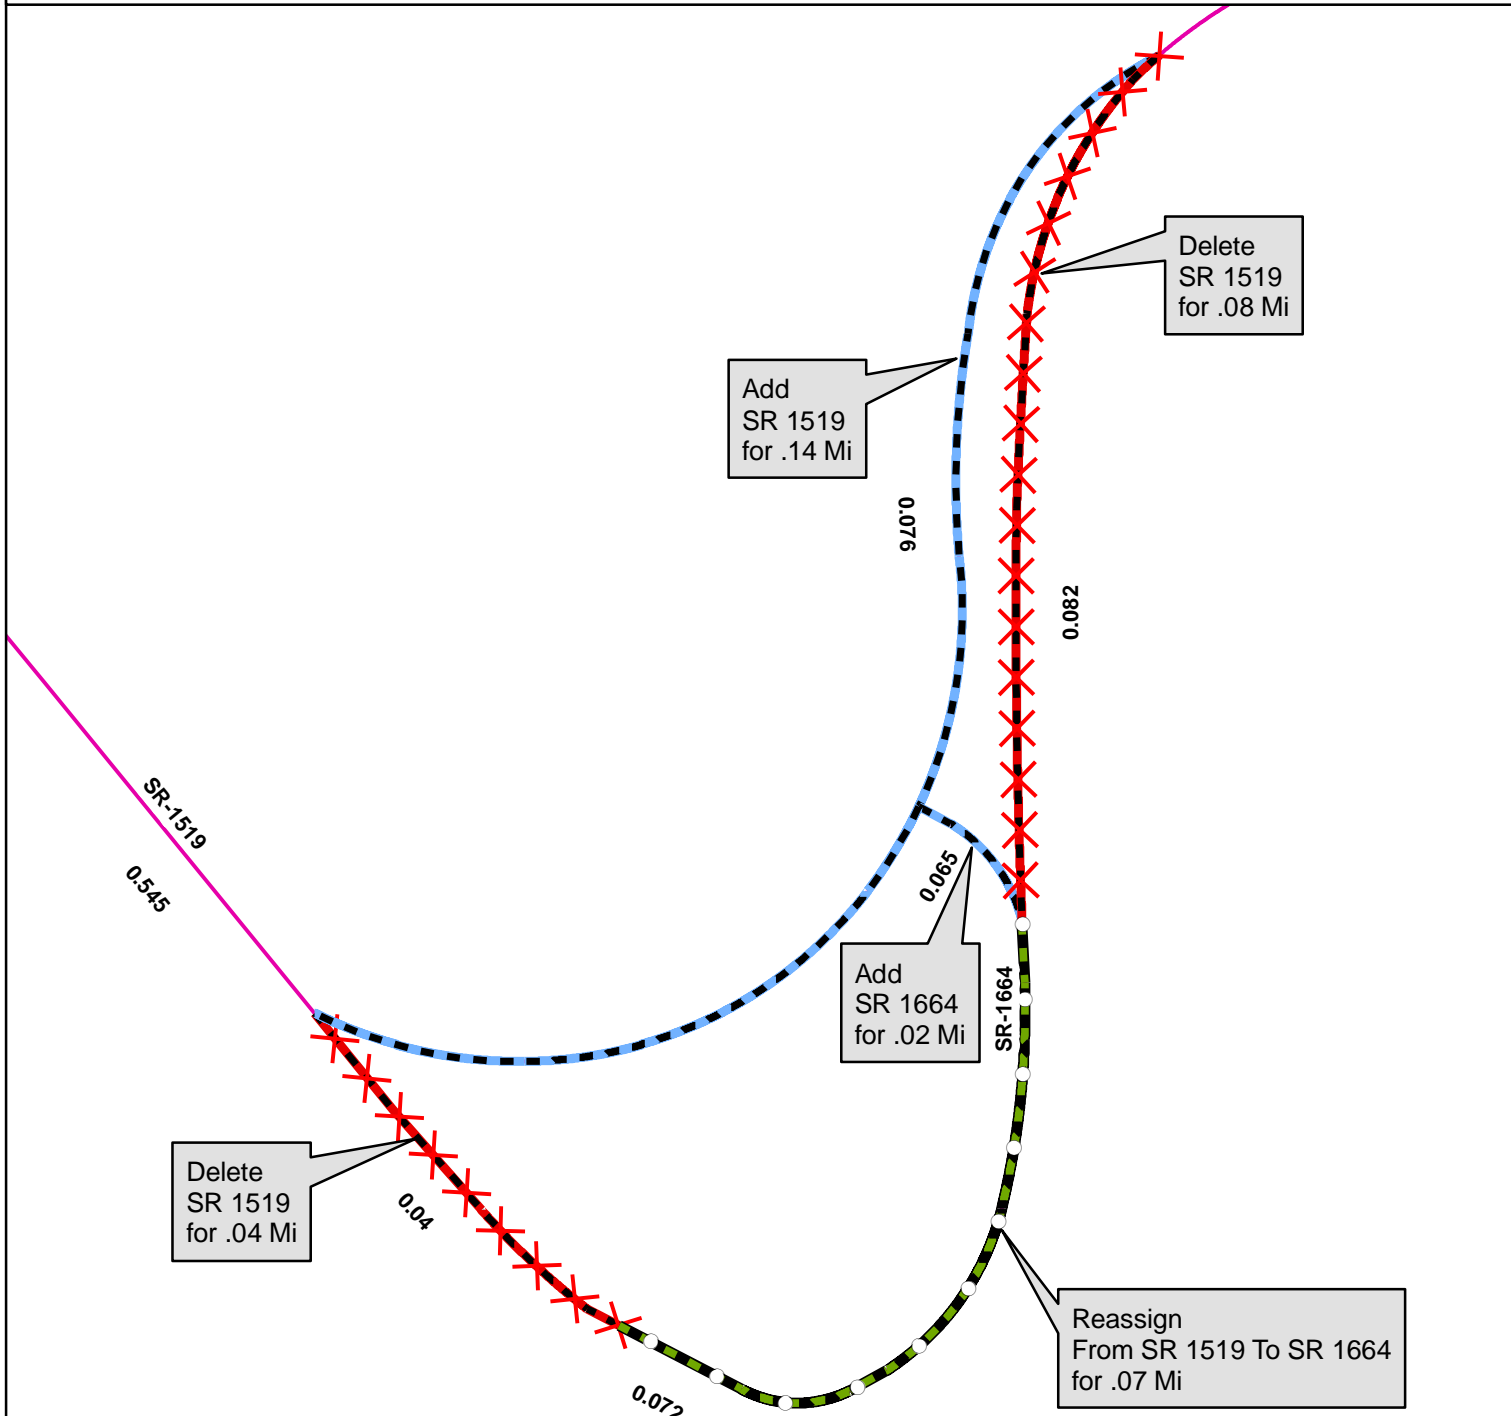 Delete
SR 1519
for .08 Mi
Add
SR 1519
for .14 Mi
0.076
0.082
SR-1519
0.545
0.065
Add
SR 1664
for .02 Mi
SR-1664
Delete
SR 1519
for .04 Mi
0.04
Reassign
From SR 1519 To SR 1664
for .07 Mi
0.072